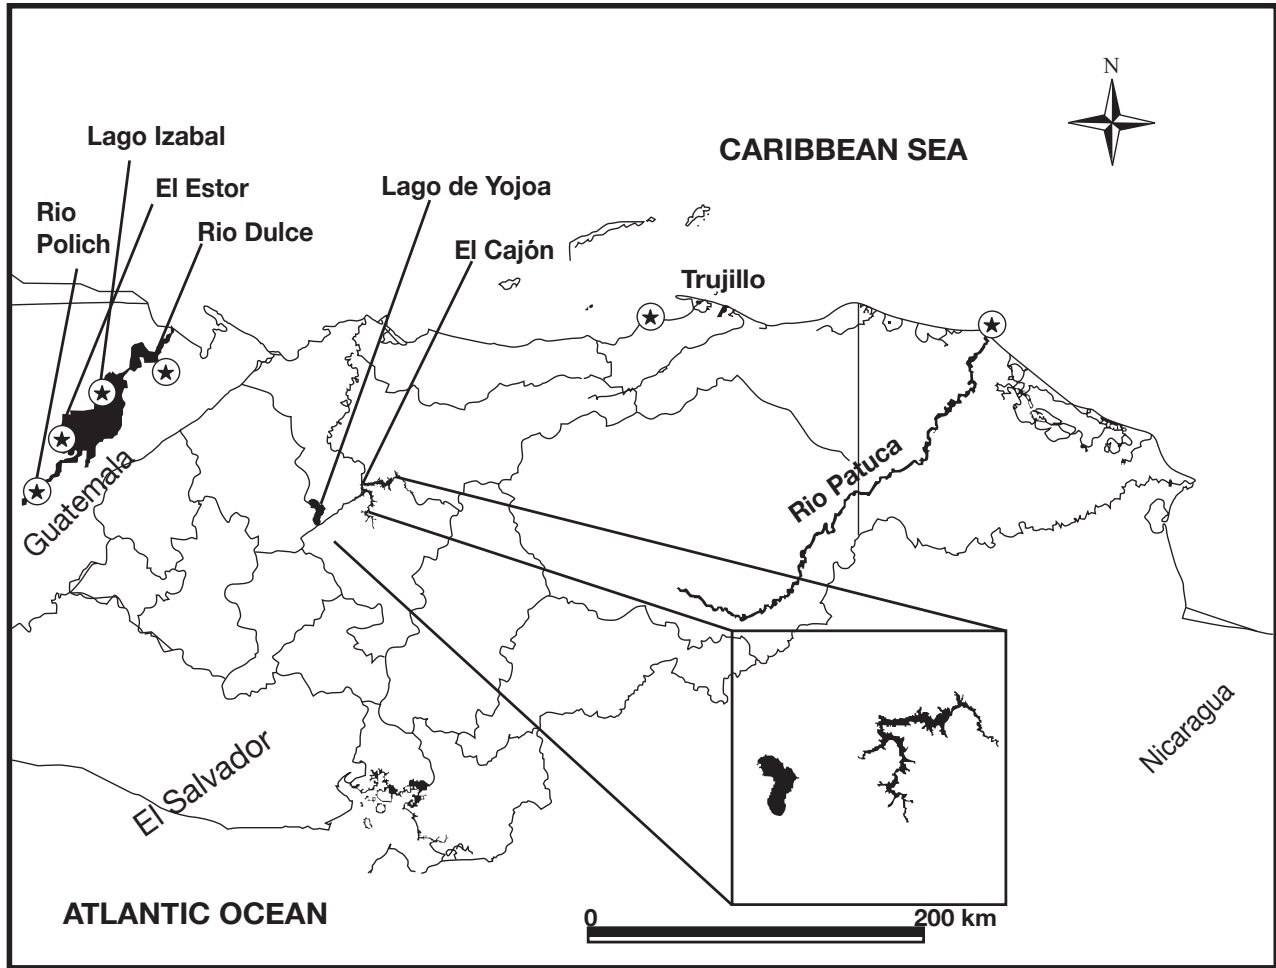 N
CARIBBEAN SEA
Lago Izabal
El Estor
Lago de Yojoa
Rio
Polich
Rio Dulce
El Cajón
Trujillo
Rio Patuca
Guatemala
Nicaragua
El Salvador
ATLANTIC OCEAN
0
200 km